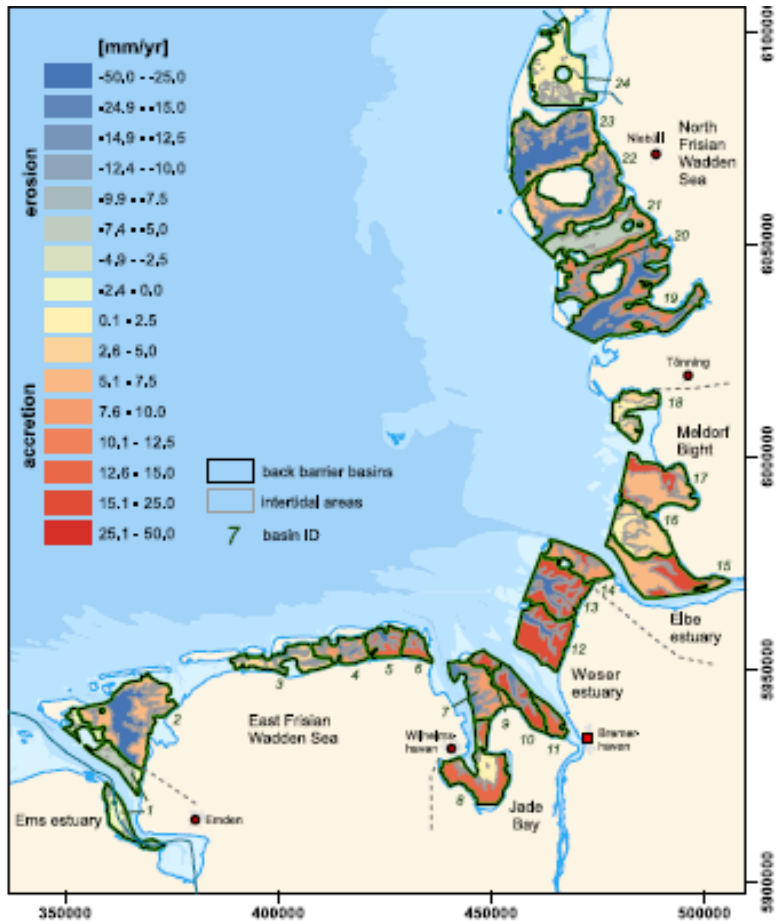 [mm/yr]
-50,0 - -25,0
-24,9 - -15,0
-14,9 - -12,5
-12,4 - -10,0
-9,9 - -7,5
-7,4 - -5,0
-4,9 - -2,5
-2,4 - 0,0
0,1 - 2,5
2,6 - 5,0
5,1 - 7,5
7,6 - 10,0
10,1 - 12,5
12,6 - 15,0
15,1 - 25,0
25,1 - 50,0
erosion
accretion
back barrier basins
intertidal areas
7 basin ID
24
23
Niebüll
North
Frisian
Wadden
Sea
22
21
20
19
Tönning
18
Meldorf
Bight
17
16
15
Elbe
estuary
14
13
12
Weser
estuary
Bremer-
haven
11
10
9
7
Wilhelms-
haven
8
Jade
Bay
6
5
4
3
East Frisian
Wadden Sea
2
1
Ems estuary
Emden
350000
400000
450000
500000
6100000
6050000
6000000
5950000
5900000